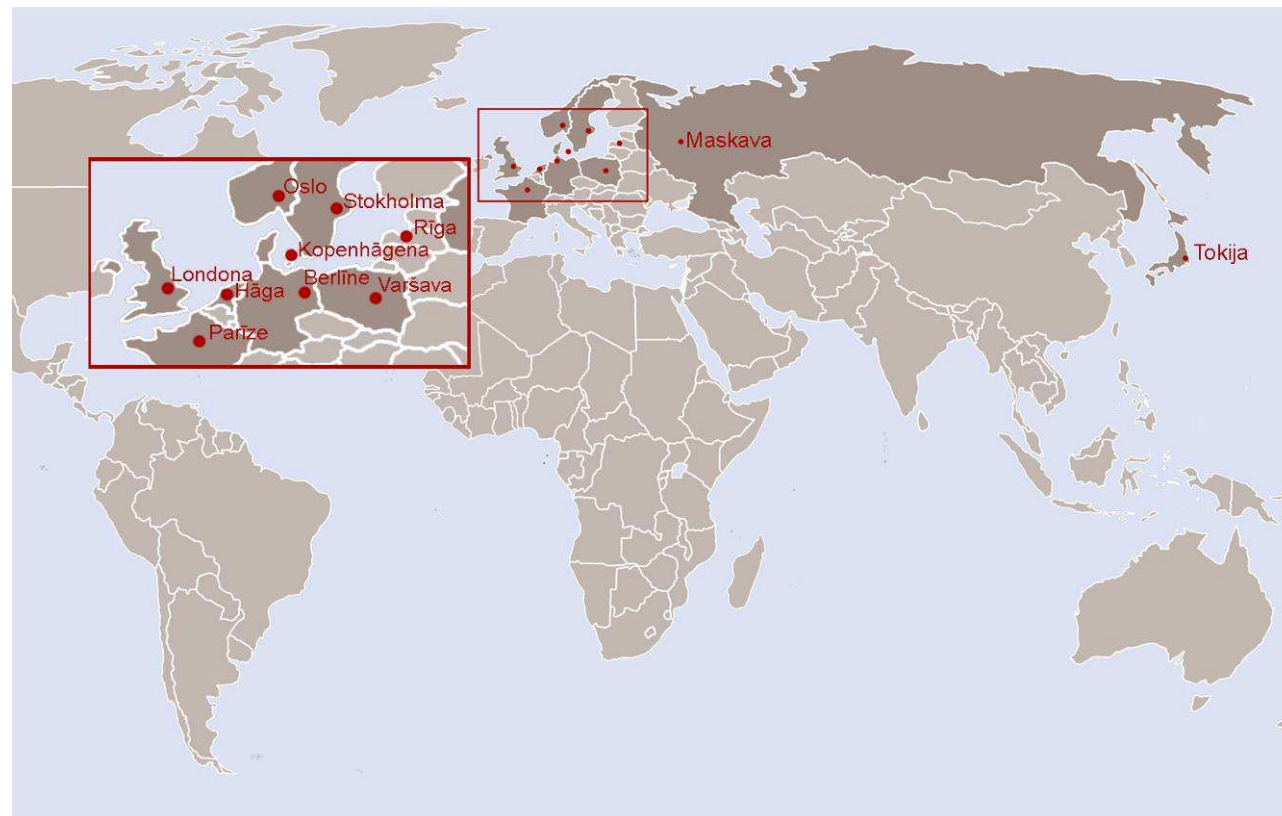 Maskava
Oslo
Stokholma
Rīga
Kopenhāgena
Tokija
Londona
Berlīne
Hāga
Varšava
Parīze